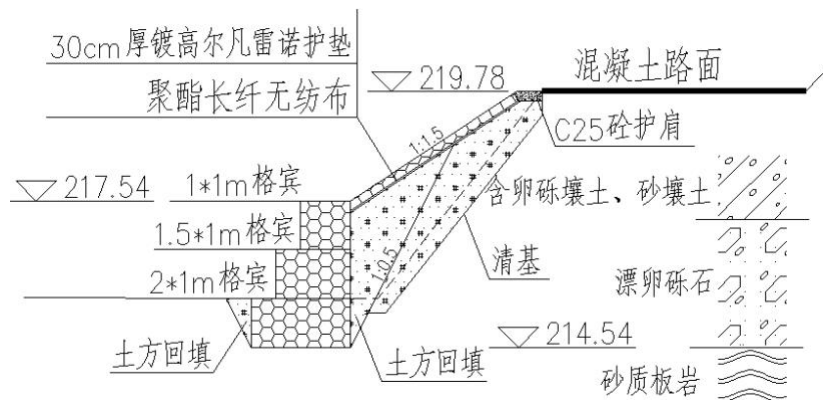 30cm厚镀高尔凡雷诺护垫
聚酯长纤无纺布
219.78
混凝土路面
C25砼护肩
1:1.5
217.54
1*1m格宾
含卵砾壤土、砂壤土
1.5*1m格宾
清基
1:0.5
2*1m格宾
漂卵砾石
214.54
土方回填
土方回填
砂质板岩